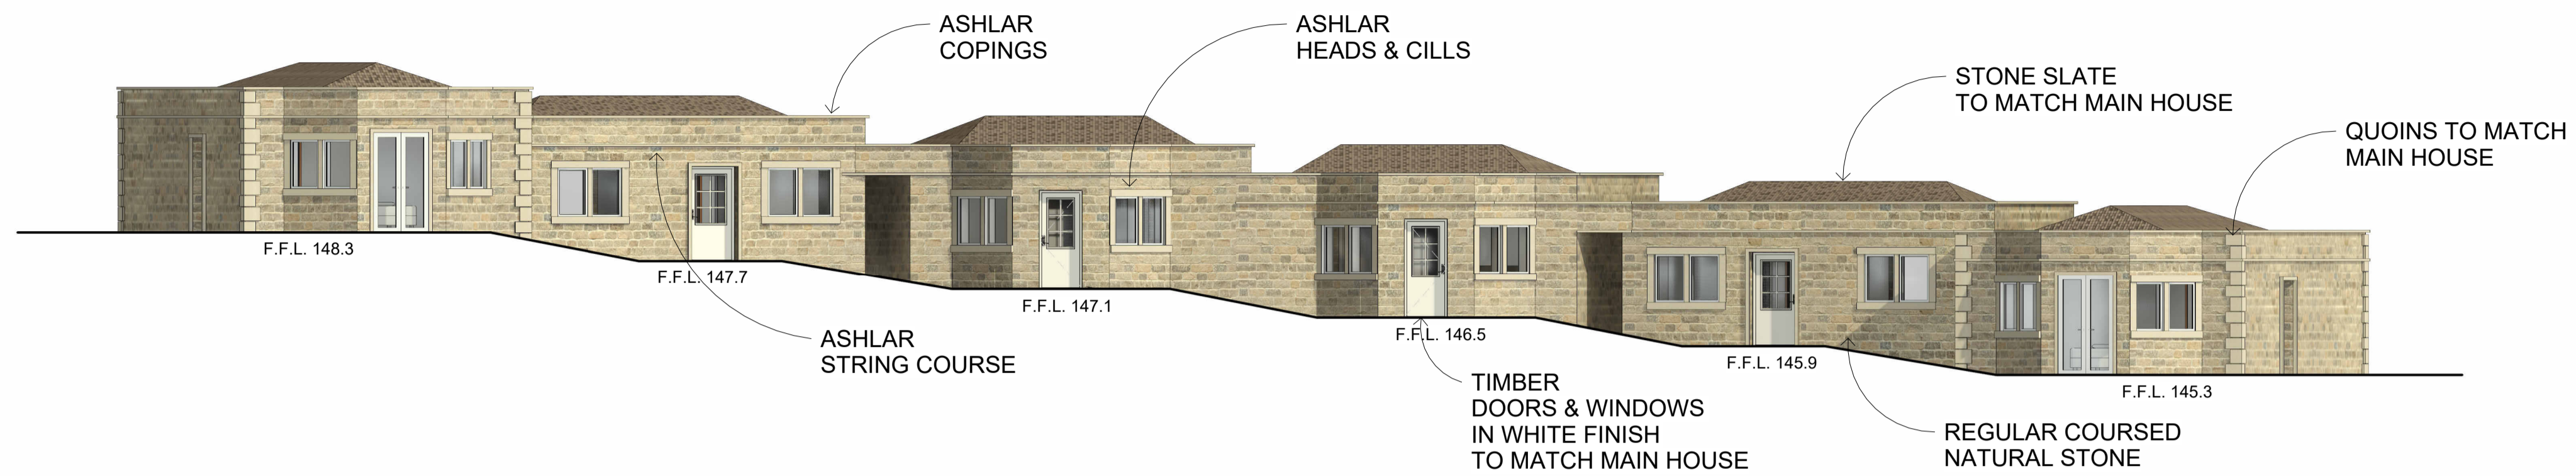 ASHLAR
COPINGS
ASHLAR
HEADS & CILLS
STONE SLATE
TO MATCH MAIN HOUSE
QUOINS TO MATCH
MAIN HOUSE
F.F.L. 148.3
F.F.L. 147.7
F.F.L. 147.1
F.F.L. 146.5
F.F.L. 145.9
F.F.L. 145.3
ASHLAR
STRING COURSE
TIMBER
DOORS & WINDOWS
IN WHITE FINISH
TO MATCH MAIN HOUSE
REGULAR COURSED
NATURAL STONE